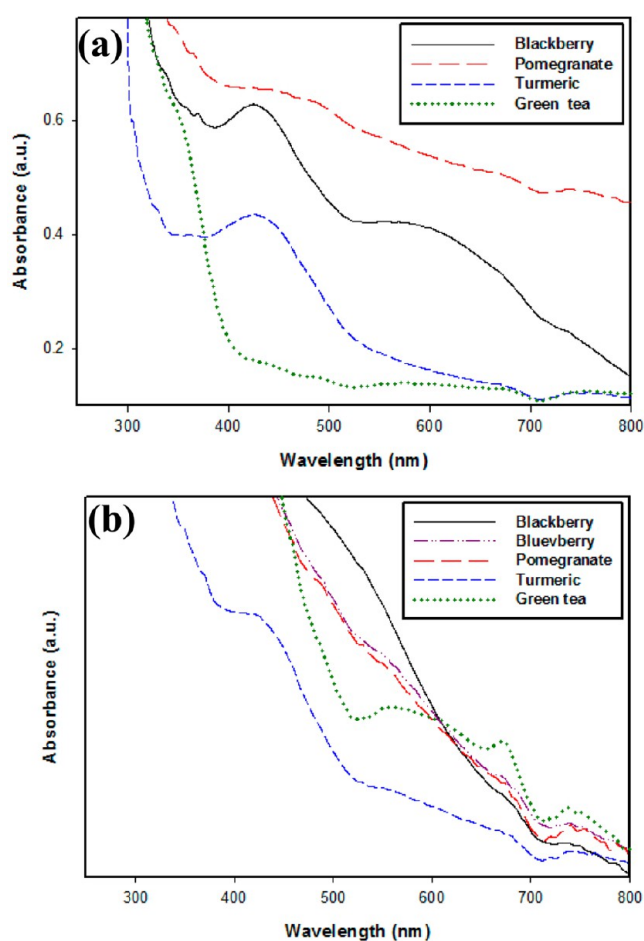 (a)
Blackberry
Pomegranate
Turmeric
Green tea
Absorbance (a.u.)
0.6
0.4
0.2
300 400 500 600 700 800
Wavelength (nm)
(b)
Blackberry
Bluevberry
Pomegranate
Turmeric
Green tea
Absorbance (a.u.)
300 400 500 600 700 800
Wavelength (nm)